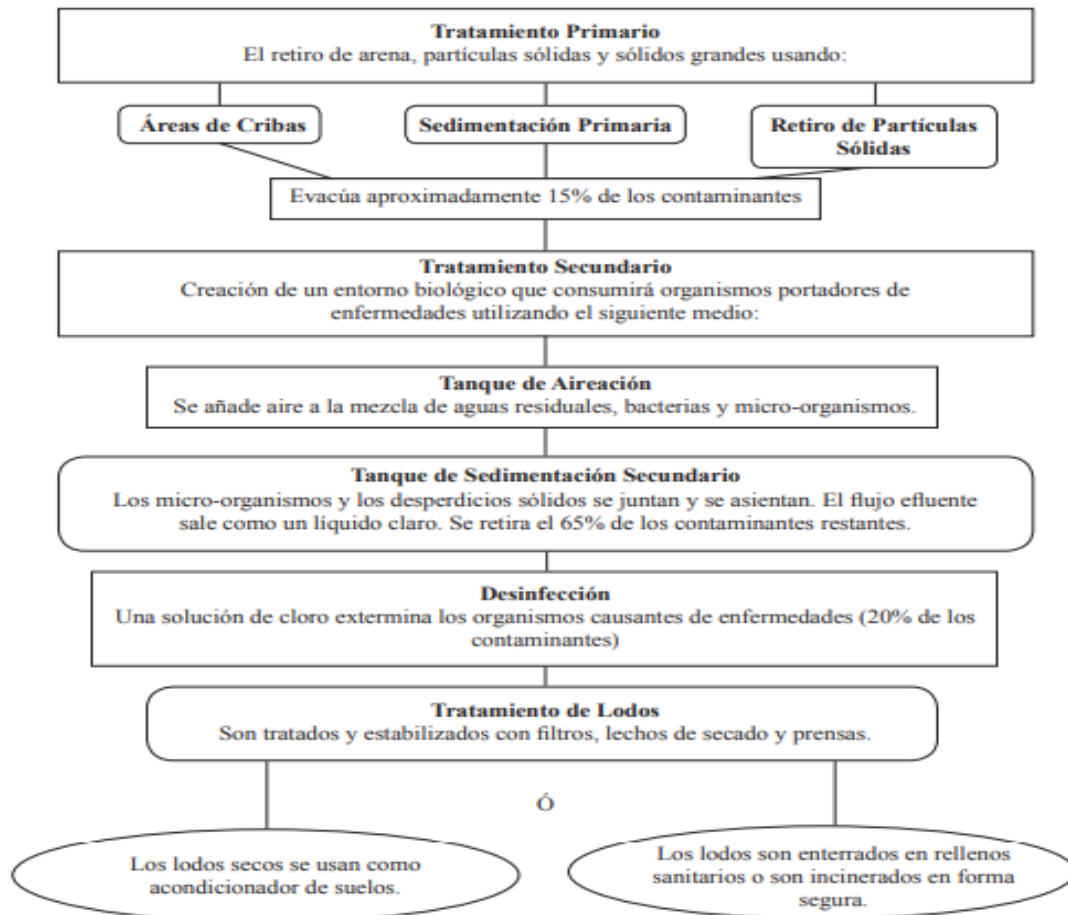 Tratamiento Primario
El retiro de arena, partículas sólidas y sólidos grandes usando:
Áreas de Cribas
Sedimentación Primaria
Retiro de Partículas
Sólidas
Evacúa aproximadamente 15% de los contaminantes
Tratamiento Secundario
Creación de un entorno biológico que consumirá organismos portadores de
enfermedades utilizando el siguiente medio:
Tanque de Aireación
Se añade aire a la mezcla de aguas residuales, bacterias y micro-organismos.
Tanque de Sedimentación Secundario
Los micro-organismos y los desperdicios sólidos se juntan y se asientan. El flujo efluente
sale como un líquido claro. Se retira el 65% de los contaminantes restantes.
Desinfección
Una solución de cloro extermina los organismos causantes de enfermedades (20% de los
contaminantes)
Tratamiento de Lodos
Son tratados y estabilizados con filtros, lechos de secado y prensas.
Ó
Los lodos secos se usan como
acondicionador de suelos.
Los lodos son enterrados en rellenos
sanitarios o son incinerados en forma
segura.